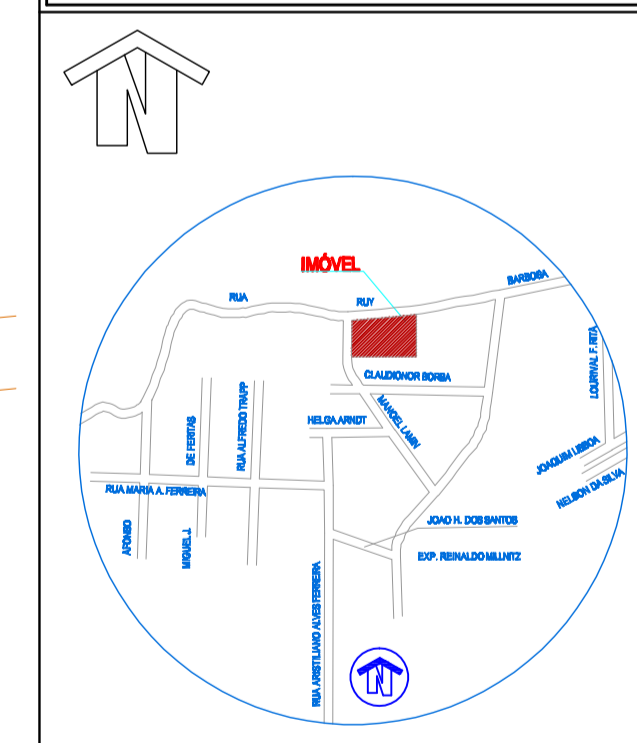 N
IMÓVEL
BARBOSA
RUA
RUY
LOURIVAL F. RITA
CLAUDIONOR BORBA
RUA ALFREDO TRAPP
MANOEL LAMIN
HELGA ARNDT
DE FERITAS
JOAQUIM LISBOA
NELSON DA SILVA
RUA MARIA A. FERREIRA
JOAO H. DOS SANTOS
AFONSO
MIGUEL J.
EXP. REINALDO MILLNITZ
RUA ARISTILIANO ALVES FERREIRA
N